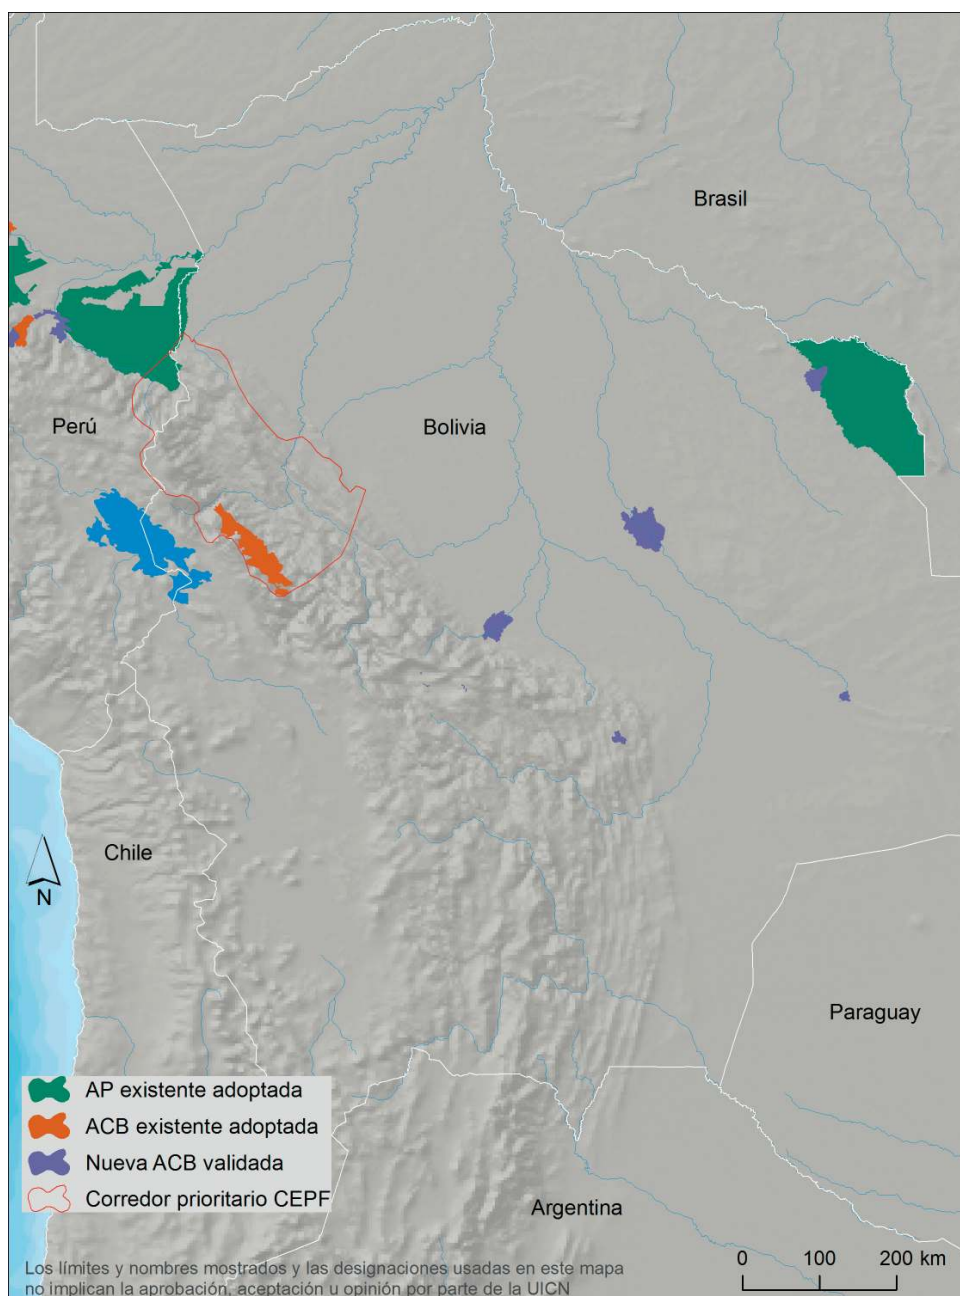 Brasil
Perú
Bolivia
Chile
N
Paraguay
AP existente adoptada
ACB existente adoptada
Nueva ACB validada
Corredor prioritario CEPF
Argentina
0 100 200 km
Los límites y nombres mostrados y las designaciones usadas en este mapa
no implican la aprobación, aceptación u opinión por parte de la UICN